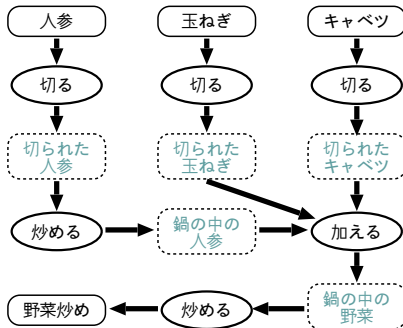 人参
玉ねぎ
キャベツ
切る
切る
切る
切られた
人参
切られた
玉ねぎ
切られた
キャベツ
炒める
鍋の中の
人参
加える
野菜炒め
炒める
鍋の中の
野菜